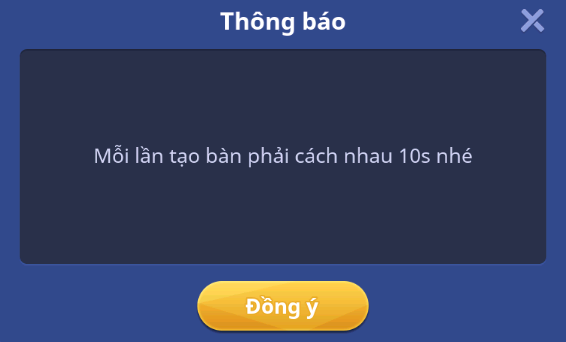 Thông báo
Mỗi lần tạo bàn phải cách nhau 10s nhé
Đồng ý